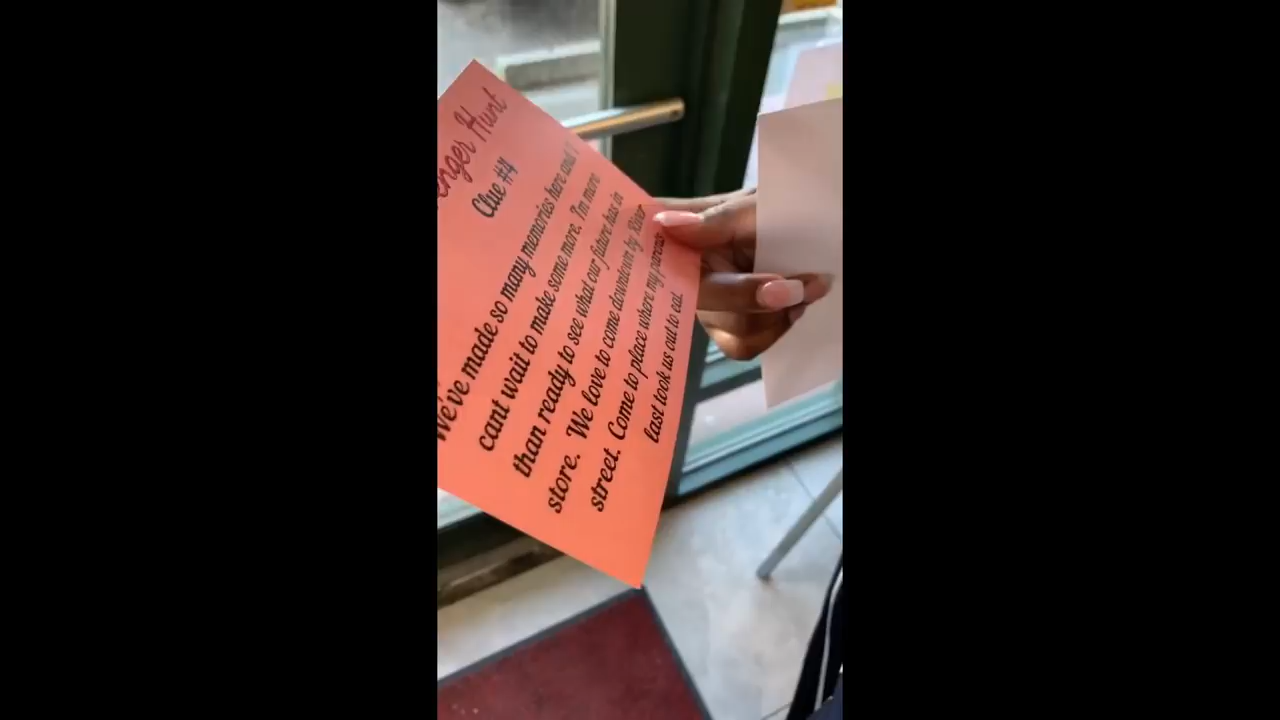 enger Hunt
Clue #4
We've made so many memories here and I
cant wait to make some more. I'm more
than ready to see what our future has in
store. We love to come downtown by River
street. Come to place where my parents
last took us out to eat.